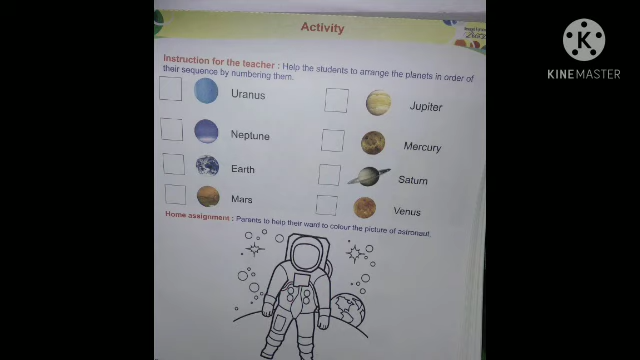 Activity
Instruction for the teacher : Help the students to arrange the planets in order of
their sequence by numbering them.
Uranus
Jupiter
Neptune
Mercury
Earth
Saturn
Mars
Venus
Home assignment : Parents to help their ward to colour the picture of astronaut.
KINEMASTER